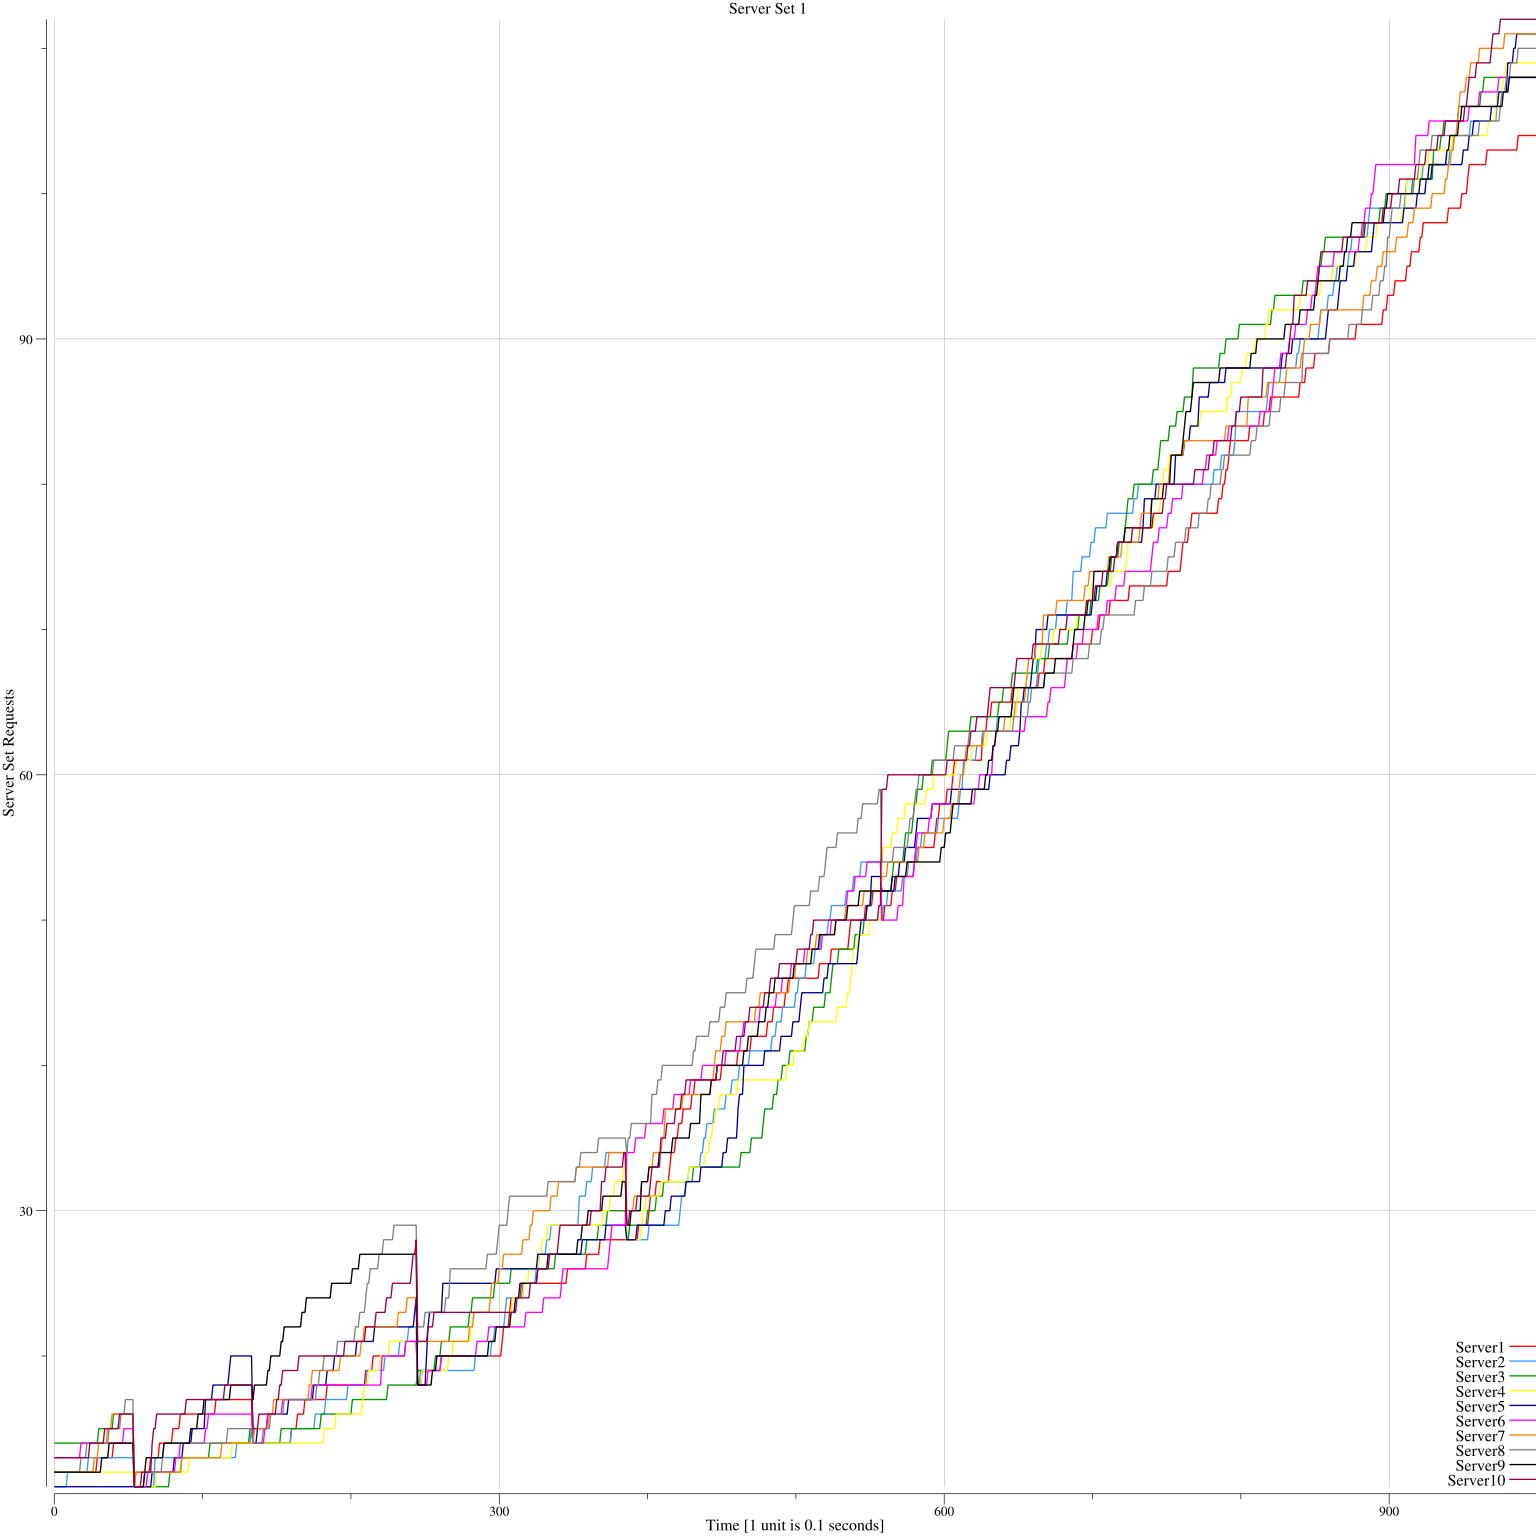 Server Set 1
90
60
30
Server Set Requests
0
300
600
900
Time [1 unit is 0.1 seconds]
Server1
Server2
Server3
Server4
Server5
Server6
Server7
Server8
Server9
Server10